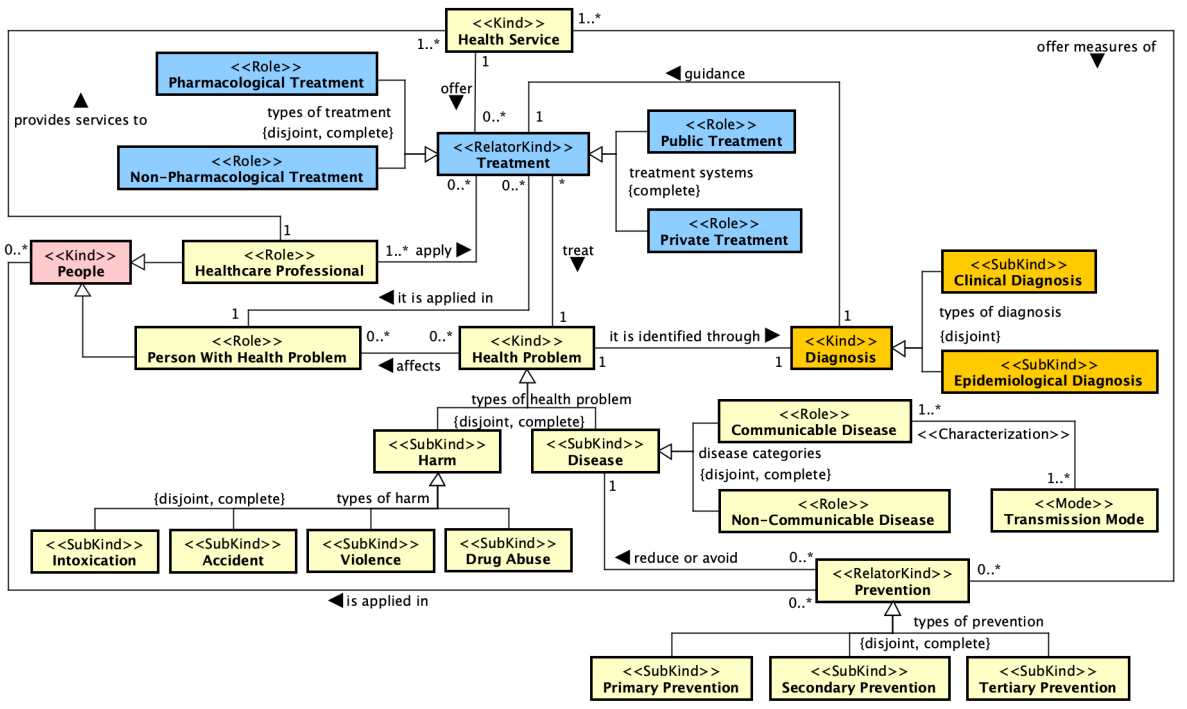 <<Kind>>
Health Service
1..*
1..*
1
offer measures of
<<Role>>
Pharmacological Treatment
guidance
offer
provides services to
types of treatment
{disjoint, complete}
0..*
1
<<Role>>
Public Treatment
<<RelatorKind>>
Treatment
<<Role>>
Non-Pharmacological Treatment
treatment systems
{complete}
0..*
0..*
*
<<Role>>
Private Treatment
1
0..*
<<Kind>>
People
<<Role>>
Healthcare Professional
1..*
apply
treat
<<SubKind>>
Clinical Diagnosis
it is applied in
1
1
1
types of diagnosis
{disjoint}
<<Role>>
Person With Health Problem
0..*
0..*
affects
<<Kind>>
Health Problem
it is identified through
1
1
<<Kind>>
Diagnosis
<<SubKind>>
Epidemiological Diagnosis
types of health problem
{disjoint, complete}
<<Role>>
Communicable Disease
1..*
<<Characterization>>
<<SubKind>>
Harm
<<SubKind>>
Disease
disease categories
{disjoint, complete}
1
1..*
{disjoint, complete}
types of harm
<<Role>>
Non-Communicable Disease
<<Mode>>
Transmission Mode
<<SubKind>>
Intoxication
<<SubKind>>
Accident
<<SubKind>>
Violence
<<SubKind>>
Drug Abuse
reduce or avoid
0..*
<<RelatorKind>>
Prevention
0..*
is applied in
0..*
types of prevention
{disjoint, complete}
<<SubKind>>
Primary Prevention
<<SubKind>>
Secondary Prevention
<<SubKind>>
Tertiary Prevention